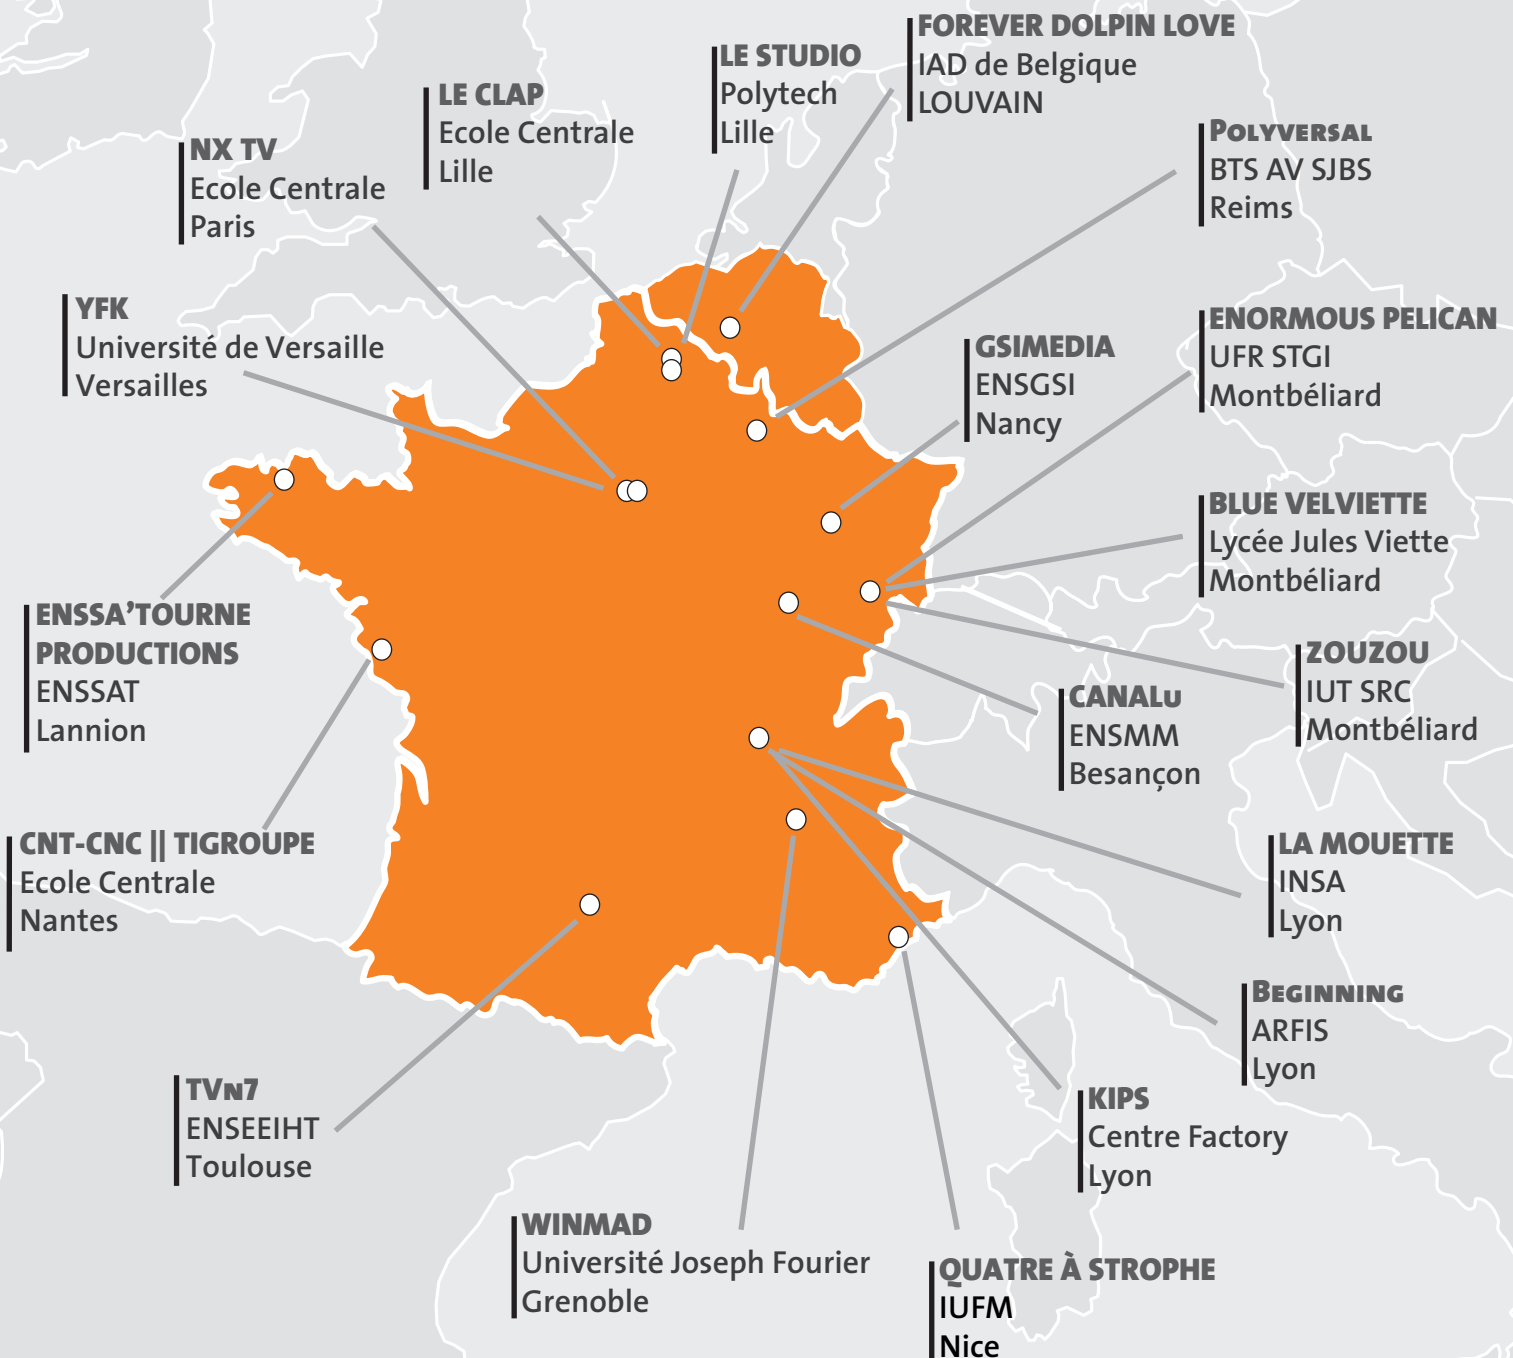 FOREVER DOLPIN LOVE
IAD de Belgique
LOUVAIN
LE STUDIO
Polytech
Lille
LE CLAP
Ecole Centrale
Lille
NX TV
Ecole Centrale
Paris
POLYVERSAL
BTS AV SJBS
Reims
YFK
Université de Versaille
Versailles
ENORMOUS PELICAN
UFR STGI
Montbéliard
GSIMEDIA
ENSGSI
Nancy
BLUE VELVIETTE
Lycée Jules Viette
Montbéliard
ENSSA'TOURNE
PRODUCTIONS
ENSSAT
Lannion
ZOUZOU
IUT SRC
Montbéliard
CANALU
ENSMM
Besançon
CNT-CNC || TIGROUPE
Ecole Centrale
Nantes
LA MOUETTE
INSA
Lyon
BEGINNING
ARFIS
Lyon
TVN7
ENSEEIHT
Toulouse
KIPS
Centre Factory
Lyon
WINMAD
Université Joseph Fourier
Grenoble
QUATRE À STROPHE
IUFM
Nice